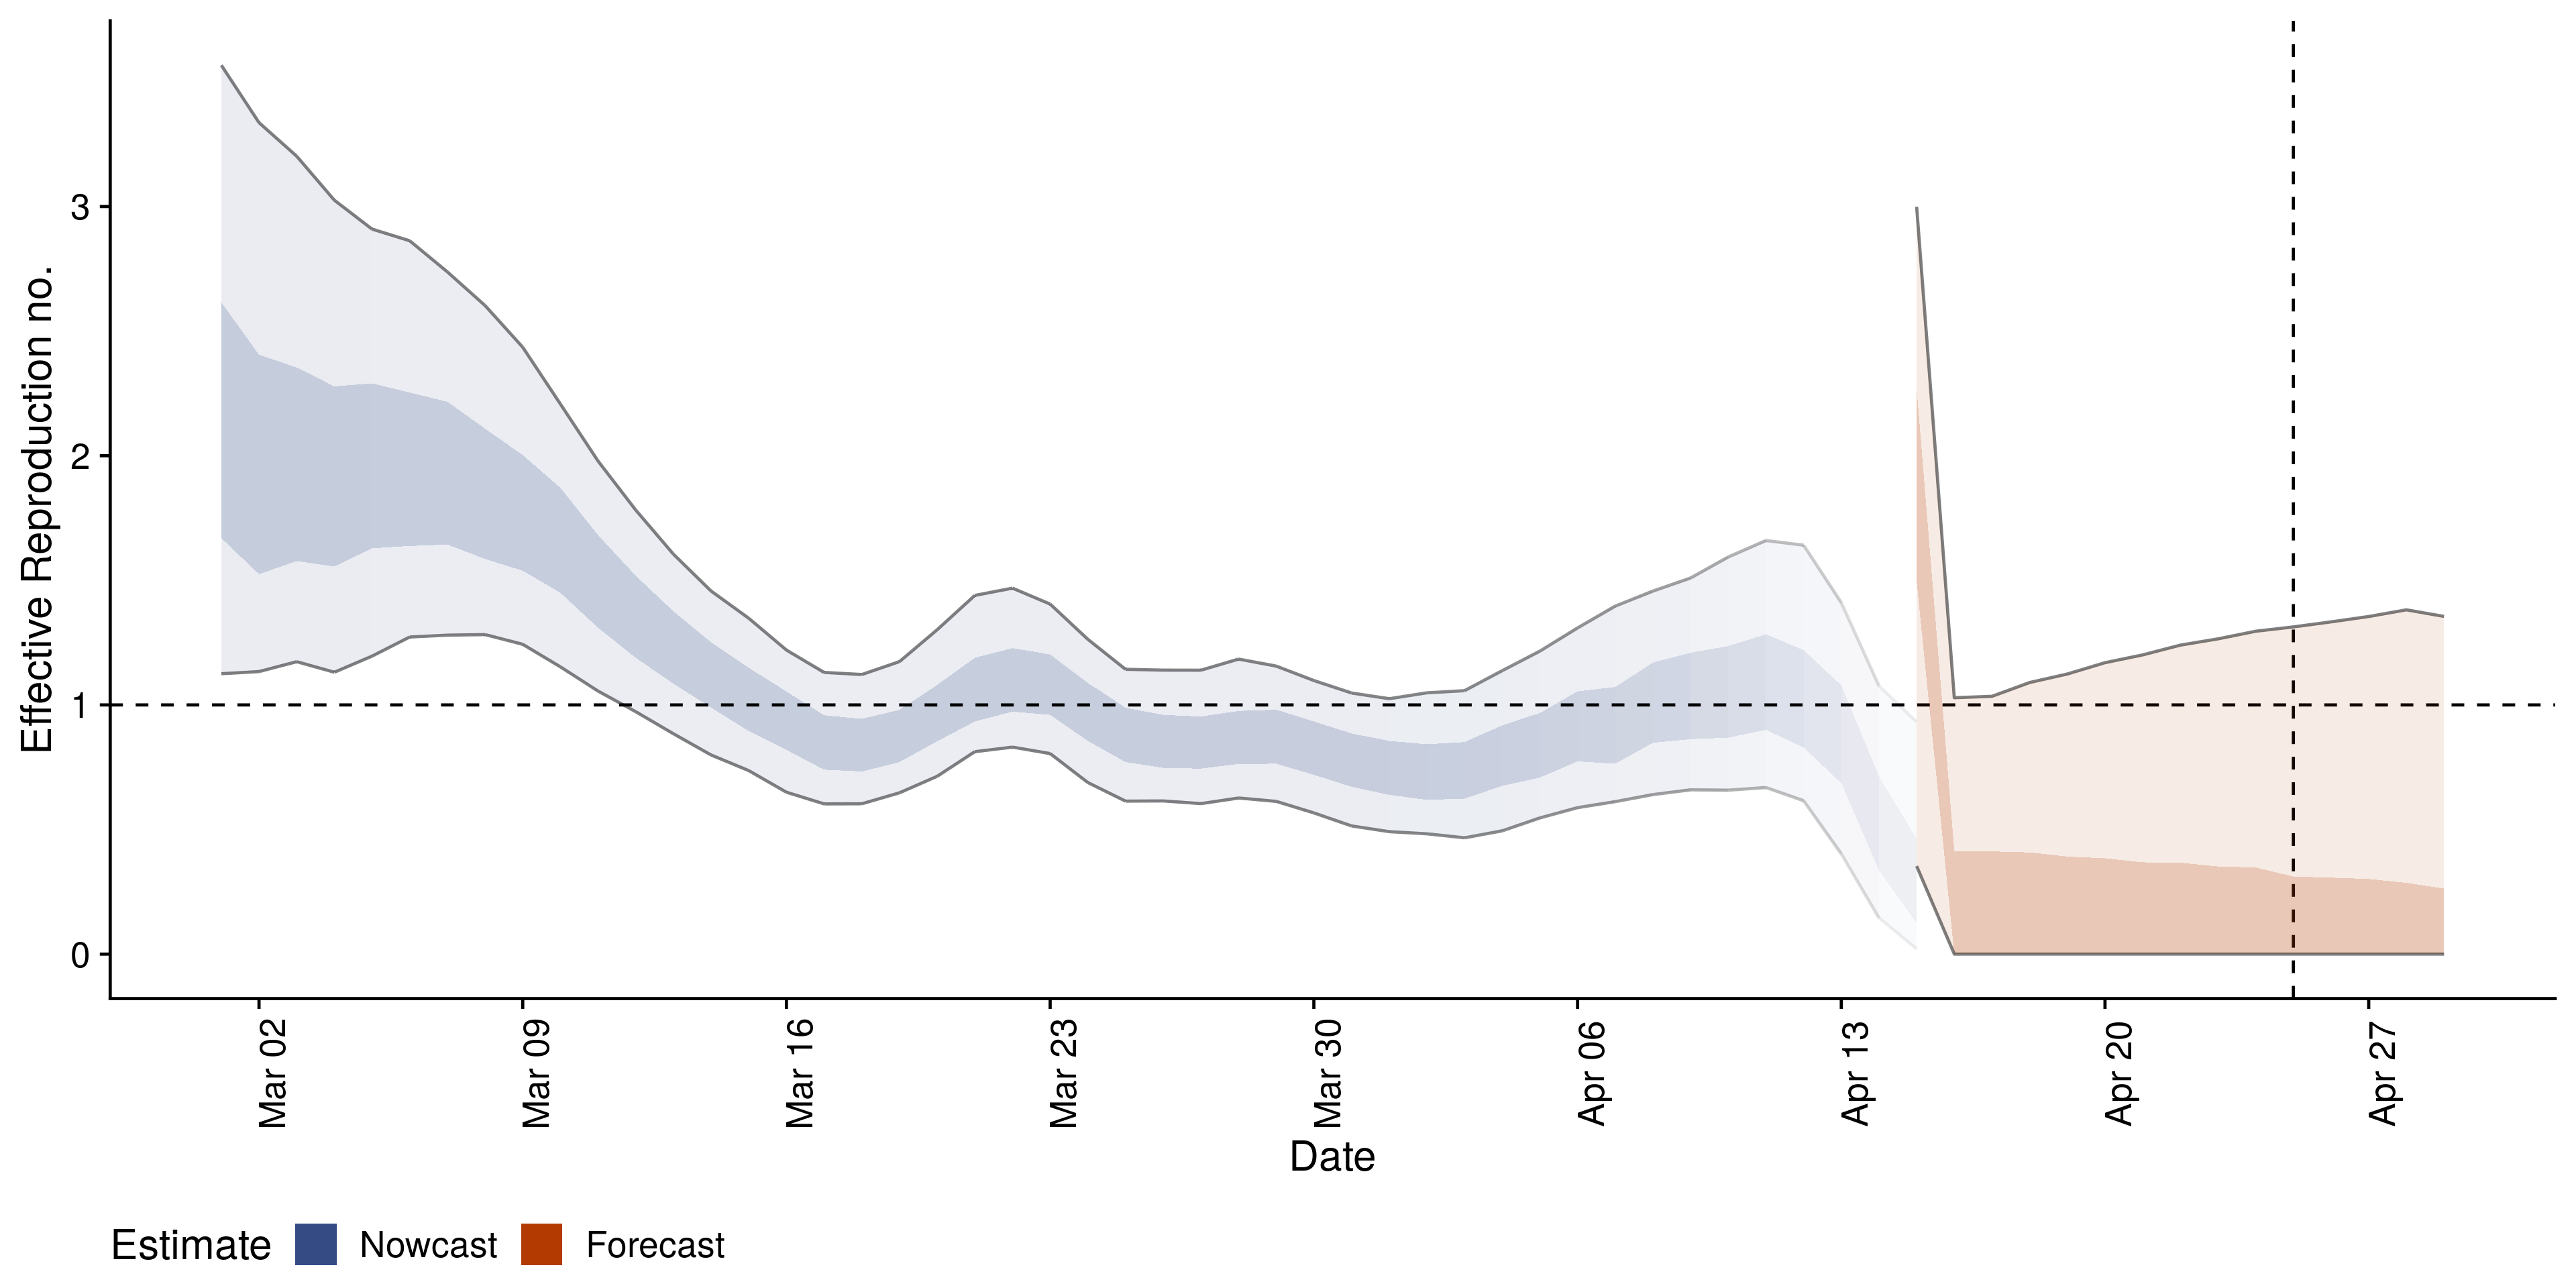 Effective Reproduction no.
3
2
1
0
Mar 02
Mar 09
Mar 16
Mar 23
Mar 30
Apr 06
Apr 13
Apr 20
Apr 27
Date
Estimate Nowcast Forecast